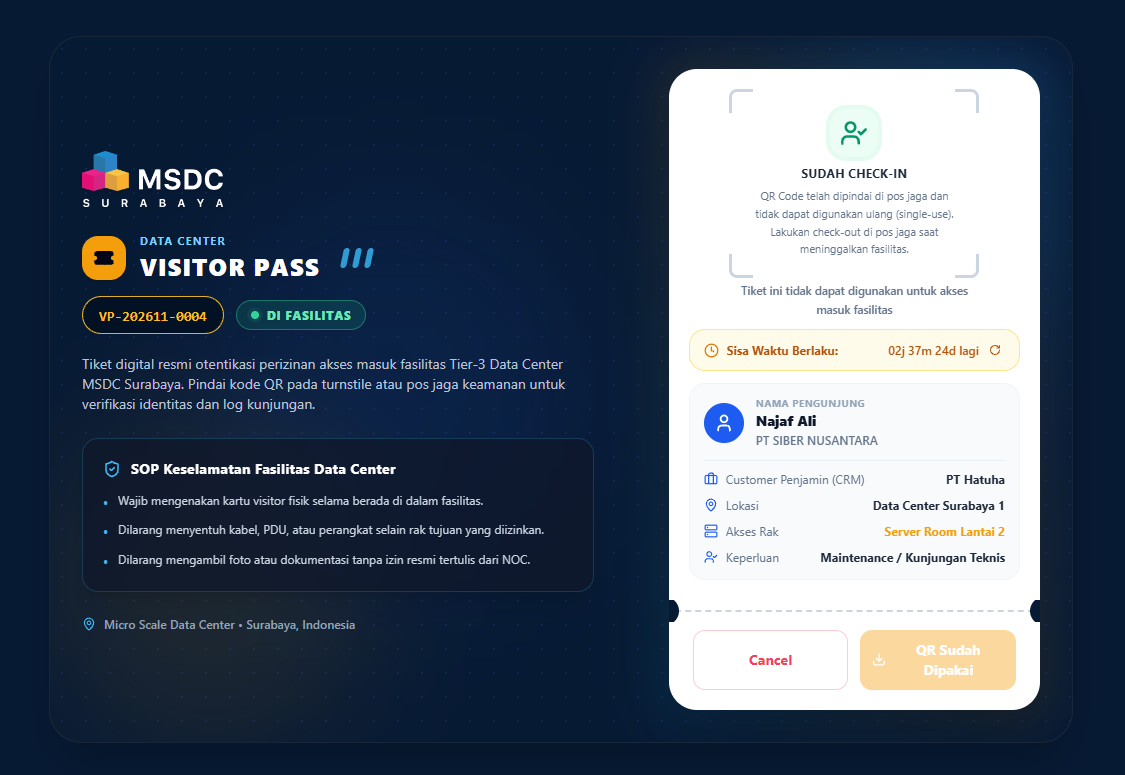 MSDC
SURABAYA
DATA CENTER
VISITOR PASS
VP-202611-0004
DI FASILITAS
Tiket digital resmi otentikasi perizinan akses masuk fasilitas Tier-3 Data Center
MSDC Surabaya. Pindai kode QR pada turnstile atau pos jaga keamanan untuk
verifikasi identitas dan log kunjungan.
SOP Keselamatan Fasilitas Data Center
• Wajib mengenakan kartu visitor fisik selama berada di dalam fasilitas.
• Dilarang menyentuh kabel, PDU, atau perangkat selain rak tujuan yang diizinkan.
• Dilarang mengambil foto atau dokumentasi tanpa izin resmi tertulis dari NOC.
Micro Scale Data Center • Surabaya, Indonesia
SUDAH CHECK-IN
QR Code telah dipindai di pos jaga dan
tidak dapat digunakan ulang (single-use).
Lakukan check-out di pos jaga saat
meninggalkan fasilitas.
Tiket ini tidak dapat digunakan untuk akses
masuk fasilitas
Sisa Waktu Berlaku: 02j 37m 24d lagi
NAMA PENGUNJUNG
Najaf Ali
PT SIBER NUSANTARA
Customer Penjamin (CRM) PT Hatuha
Lokasi Data Center Surabaya 1
Akses Rak Server Room Lantai 2
Keperluan Maintenance / Kunjungan Teknis
Cancel
QR Sudah
Dipakai